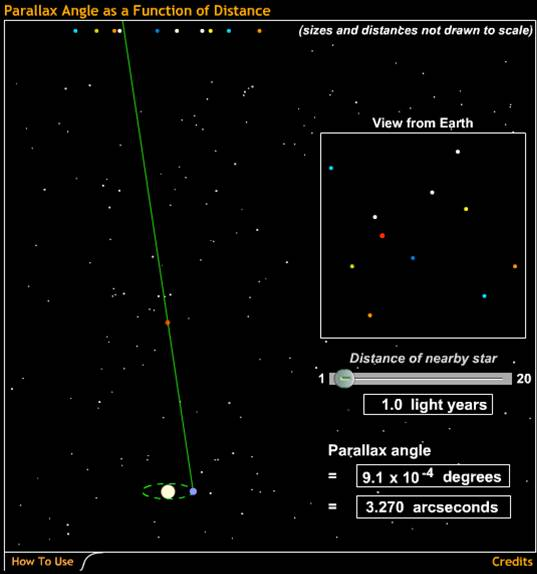 Parallax Angle as a Function of Distance
(sizes and distances not drawn to scale)
View from Earth
Distance of nearby star
1 20
1.0 light years
Parallax angle
= 9.1 x 10⁻⁴ degrees
= 3.270 arcseconds
How To Use Credits